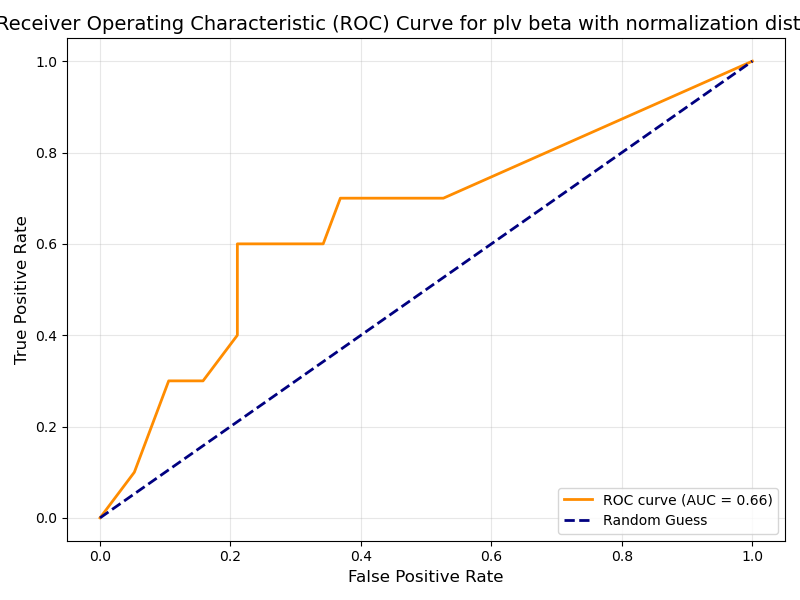 Receiver Operating Characteristic (ROC) Curve for plv beta with normalization dist
1.0
0.8
0.6
0.4
0.2
0.0
True Positive Rate
0.0 0.2 0.4 0.6 0.8 1.0
False Positive Rate
ROC curve (AUC = 0.66)
Random Guess